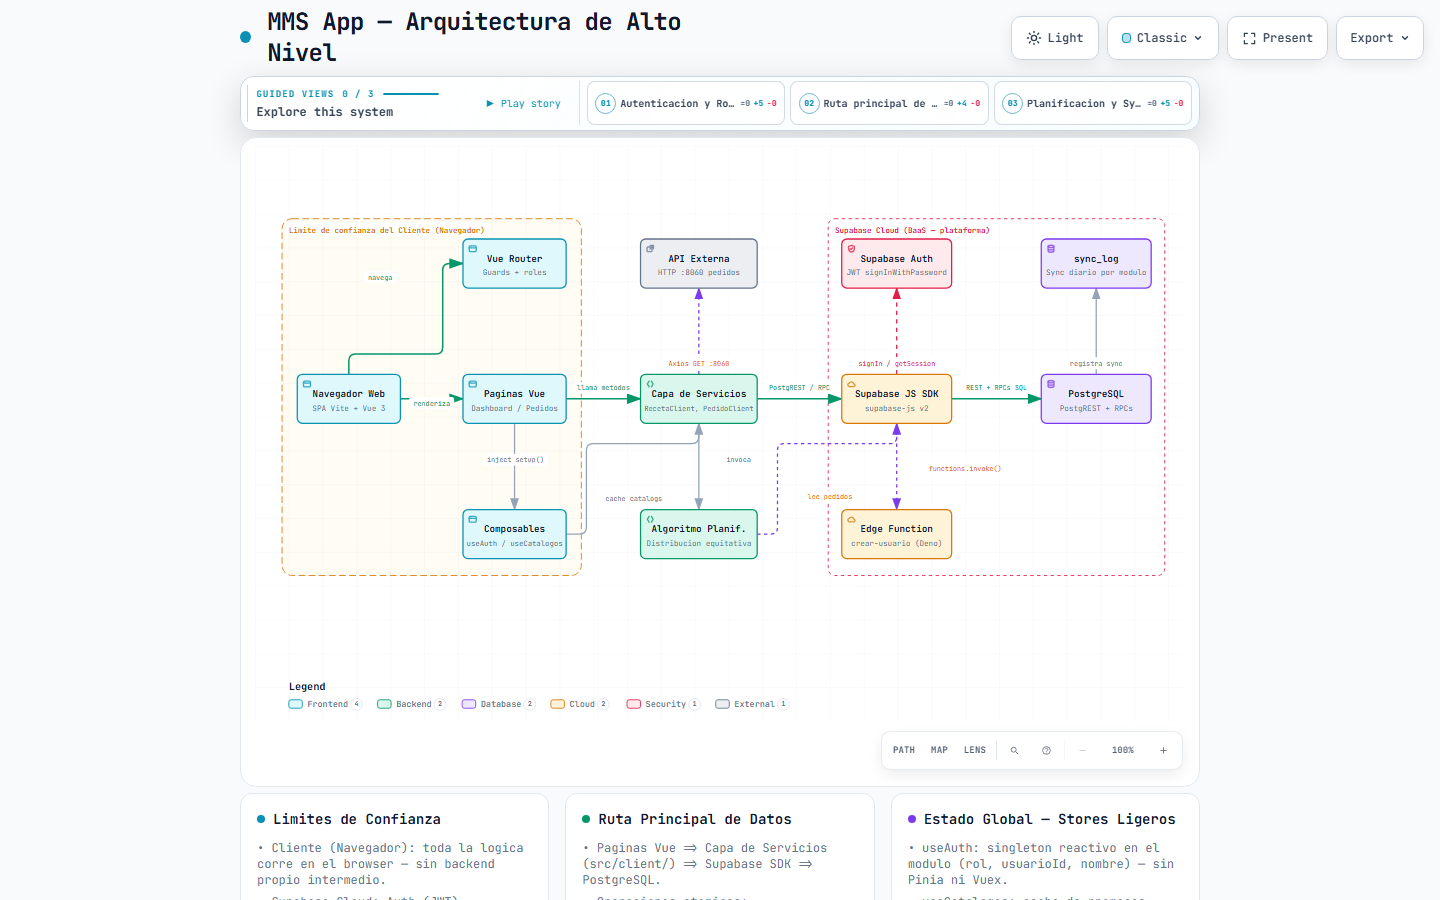 MMS App — Arquitectura de Alto
Nivel
Light
Classic
Present
Export
GUIDED VIEWS 0 / 3
Explore this system
▶ Play story
01 Autenticacion y Ro… =0 +5 -0
02 Ruta principal de … =0 +4 -0
03 Planificacion y Sy… =0 +5 -0
Limite de confianza del Cliente (Navegador)
Supabase Cloud (BaaS — plataforma)
Vue Router
Guards + roles
API Externa
HTTP :8060 pedidos
Supabase Auth
JWT signInWithPassword
sync_log
Sync diario por modulo
navega
Axios GET :8060
signIn / getSession
registra sync
Navegador Web
SPA Vite + Vue 3
renderiza
Paginas Vue
Dashboard / Pedidos
llama metodos
Capa de Servicios
RecetaClient, PedidoClient
PostgREST / RPC
Supabase JS SDK
supabase-js v2
REST + RPCs SQL
PostgreSQL
PostgREST + RPCs
inject setup()
invoca
functions.invoke()
cache catalogs
lee pedidos
Composables
useAuth / useCatalogos
Algoritmo Planif.
Distribucion equitativa
Edge Function
crear-usuario (Deno)
Legend
Frontend 4
Backend 2
Database 2
Cloud 2
Security 1
External 1
PATH
MAP
LENS
—
100%
+
Limites de Confianza
• Cliente (Navegador): toda la logica
corre en el browser — sin backend
propio intermedio.
Ruta Principal de Datos
• Paginas Vue ⇒ Capa de Servicios
(src/client/) ⇒ Supabase SDK ⇒
PostgreSQL.
Estado Global — Stores Ligeros
• useAuth: singleton reactivo en el
modulo (rol, usuarioId, nombre) — sin
Pinia ni Vuex.